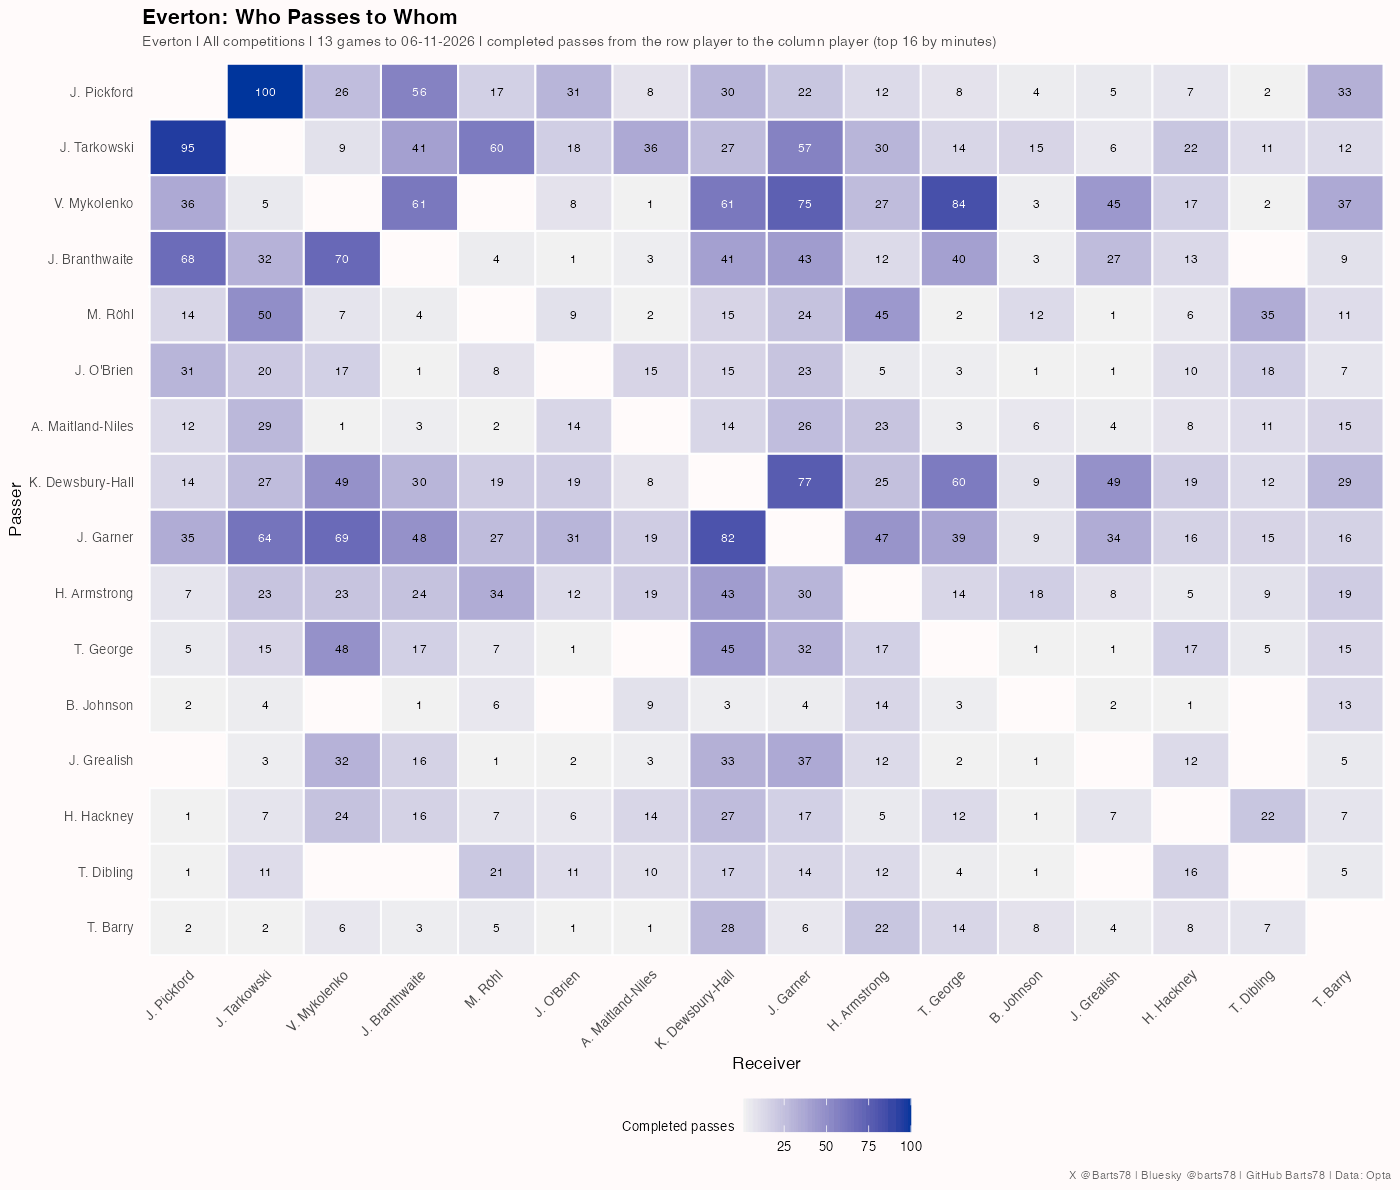 Everton: Who Passes to Whom
Everton | All competitions | 13 games to 06-11-2026 | completed passes from the row player to the column player (top 16 by minutes)
J. Pickford 100 26 56 17 31 8 30 22 12 8 4 5 7 2 33
J. Tarkowski 95 9 41 60 18 36 27 57 30 14 15 6 22 11 12
V. Mykolenko 36 5 61 8 1 61 75 27 84 3 45 17 2 37
J. Branthwaite 68 32 70 4 1 3 41 43 12 40 3 27 13 9
M. Röhl 14 50 7 4 9 2 15 24 45 2 12 1 6 35 11
J. O'Brien 31 20 17 1 8 15 15 23 5 3 1 1 10 18 7
A. Maitland-Niles 12 29 1 3 2 14 14 26 23 3 6 4 8 11 15
K. Dewsbury-Hall 14 27 49 30 19 19 8 77 25 60 9 49 19 12 29
J. Garner 35 64 69 48 27 31 19 82 47 39 9 34 16 15 16
H. Armstrong 7 23 23 24 34 12 19 43 30 14 18 8 5 9 19
T. George 5 15 48 17 7 1 45 32 17 1 1 17 5 15
B. Johnson 2 4 1 6 9 3 4 14 3 2 1 13
J. Grealish 3 32 16 1 2 3 33 37 12 2 1 12 5
H. Hackney 1 7 24 16 7 6 14 27 17 5 12 1 7 22 7
T. Dibling 1 11 21 11 10 17 14 12 4 1 16 5
T. Barry 2 2 6 3 5 1 1 28 6 22 14 8 4 8 7
Passer
J. Pickford
J. Tarkowski
V. Mykolenko
J. Branthwaite
M. Röhl
J. O'Brien
A. Maitland-Niles
K. Dewsbury-Hall
J. Garner
H. Armstrong
T. George
B. Johnson
J. Grealish
H. Hackney
T. Dibling
T. Barry
Receiver
Completed passes
25 50 75 100
X @Barts78 | Bluesky @barts78 | GitHub Barts78 | Data: Opta